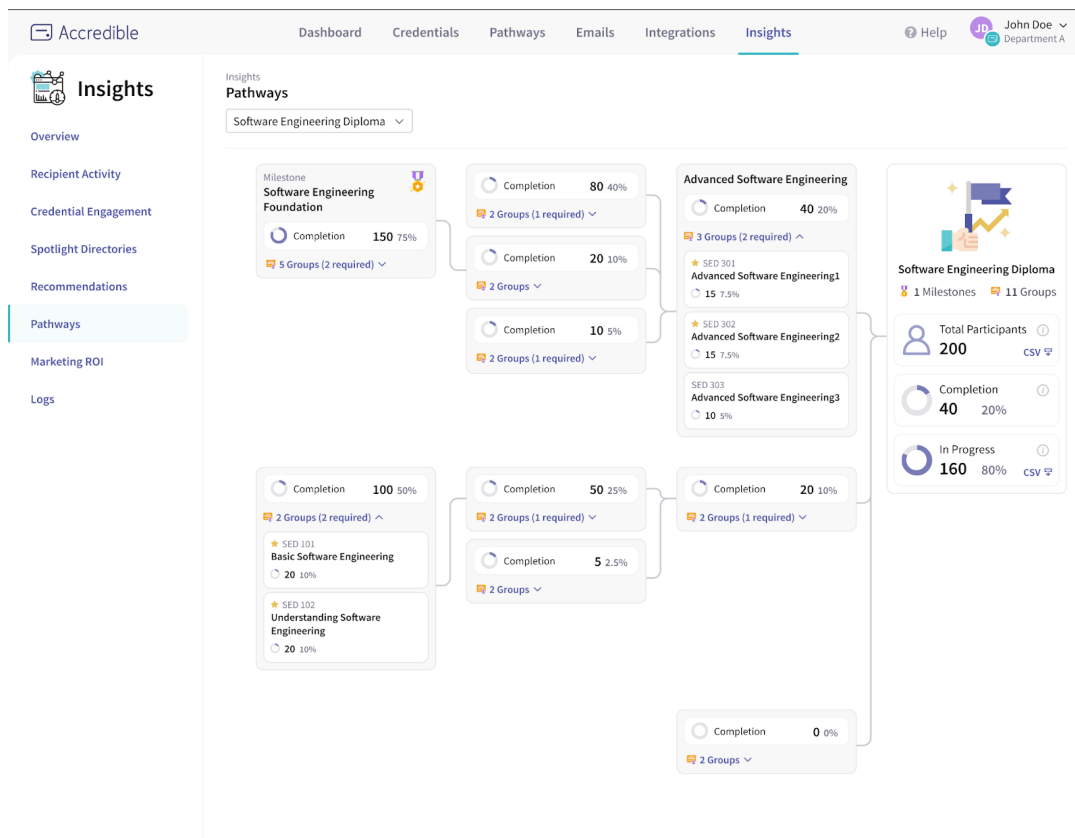 Accredible
Dashboard
Credentials
Pathways
Emails
Integrations
Insights
Help
JD
John Doe
Department A
Insights
Overview
Recipient Activity
Credential Engagement
Spotlight Directories
Recommendations
Pathways
Marketing ROI
Logs
Insights
Pathways
Software Engineering Diploma
Milestone
Software Engineering
Foundation
Completion 150 75%
5 Groups (2 required)
Completion 80 40%
2 Groups (1 required)
Completion 20 10%
2 Groups
Completion 10 5%
2 Groups (1 required)
Advanced Software Engineering
Completion 40 20%
3 Groups (2 required)
SED 301
Advanced Software Engineering1
15 7.5%
SED 302
Advanced Software Engineering2
15 7.5%
SED 303
Advanced Software Engineering3
10 5%
Software Engineering Diploma
1 Milestones 11 Groups
Total Participants
200 CSV
Completion
40 20%
In Progress
160 80% CSV
Completion 100 50%
2 Groups (2 required)
SED 101
Basic Software Engineering
20 10%
SED 102
Understanding Software
Engineering
20 10%
Completion 50 25%
2 Groups (1 required)
Completion 5 2.5%
2 Groups
Completion 20 10%
2 Groups (1 required)
Completion 0 0%
2 Groups